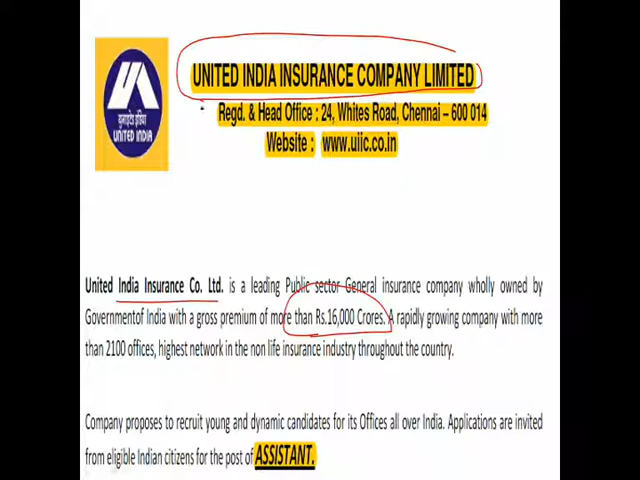 UNITED INDIA INSURANCE COMPANY LIMITED
Regd. & Head Office : 24, Whites Road, Chennai – 600 014
Website : www.uiic.co.in
यूनाइटेड इंडिया
UNITED INDIA
United India Insurance Co. Ltd. is a leading Public sector General insurance company wholly owned by
Governmentof India with a gross premium of more than Rs.16,000 Crores. A rapidly growing company with more
than 2100 offices, highest network in the non life insurance industry throughout the country.
Company proposes to recruit young and dynamic candidates for its Offices all over India. Applications are invited
from eligible Indian citizens for the post of ASSISTANT.